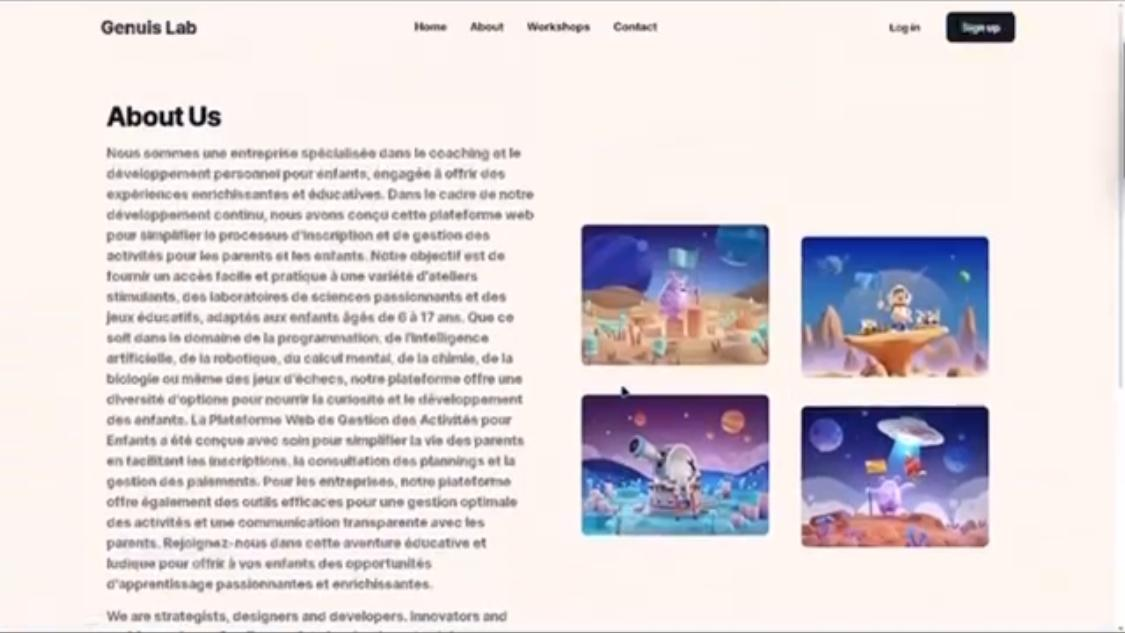 Genuis Lab
Home About Workshops Contact
Log in Sign up
About Us
Nous sommes une entreprise spécialisée dans le coaching et le
développement personnel pour enfants, engagée à offrir des
expériences enrichissantes et éducatives. Dans le cadre de notre
développement continu, nous avons conçu cette plateforme web
pour simplifier le processus d'inscription et de gestion des
activités pour les parents et les enfants. Notre objectif est de
fournir un accès facile et pratique à une variété d'ateliers
stimulants, des laboratoires de sciences passionnants et des
jeux éducatifs, adaptés aux enfants âgés de 6 à 17 ans. Que ce
soit dans le domaine de la programmation, de l'intelligence
artificielle, de la robotique, du calcul mental, de la chimie, de la
biologie ou même des jeux d'échecs, notre plateforme offre une
diversité d'options pour nourrir la curiosité et le développement
des enfants. La Plateforme Web de Gestion des Activités pour
Enfants a été conçue avec soin pour simplifier la vie des parents
en facilitant les inscriptions, la consultation des plannings et la
gestion des paiements. Pour les entreprises, notre plateforme
offre également des outils efficaces pour une gestion optimale
des activités et une communication transparente avec les
parents. Rejoignez-nous dans cette aventure éducative et
ludique pour offrir à vos enfants des opportunités
d'apprentissage passionnantes et enrichissantes.
We are strategists, designers and developers. Innovators and